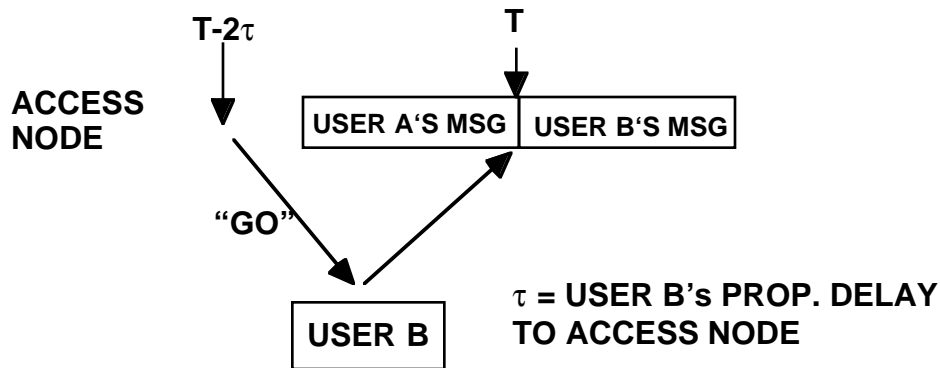 T-2τ
T
ACCESS
NODE
USER A‘S MSG
USER B‘S MSG
“GO”
USER B
τ = USER B's PROP. DELAY
TO ACCESS NODE